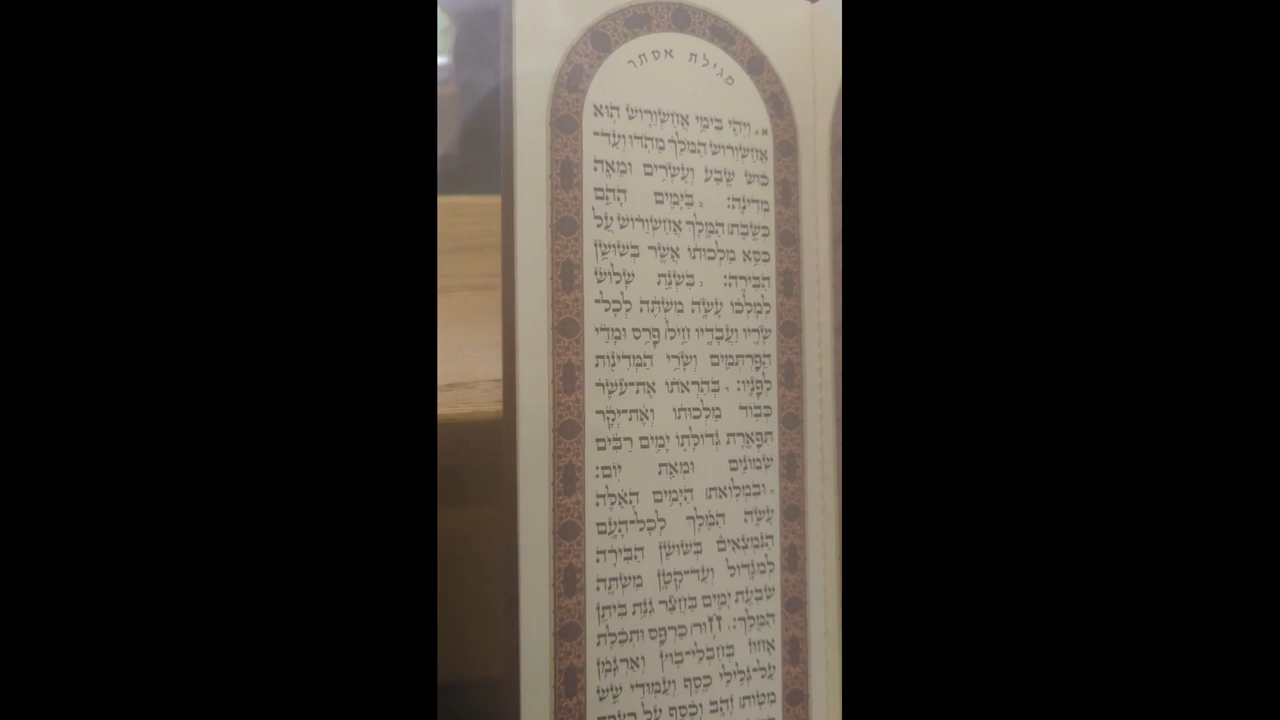 מגילת אסתר
א וַיְהִי בִּימֵי אֲחַשְׁוֵרוֹשׁ הוּא
אֲחַשְׁוֵרוֹשׁ הַמֹּלֵךְ מֵהֹדּוּ וְעַד־
כּוּשׁ שֶׁבַע וְעֶשְׂרִים וּמֵאָה
מְדִינָה: ב בַּיָּמִים הָהֵם
כְּשֶׁבֶת׀ הַמֶּלֶךְ אֲחַשְׁוֵרוֹשׁ עַל
כִּסֵּא מַלְכוּתוֹ אֲשֶׁר בְּשׁוּשַׁן
הַבִּירָה: ג בִּשְׁנַת שָׁלוֹשׁ
לְמָלְכוֹ עָשָׂה מִשְׁתֶּה לְכָל־
שָׂרָיו וַעֲבָדָיו חֵיל׀ פָּרַס וּמָדַי
הַפַּרְתְּמִים וְשָׂרֵי הַמְּדִינוֹת
לְפָנָיו: ד בְּהַרְאֹתוֹ אֶת־עֹשֶׁר
כְּבוֹד מַלְכוּתוֹ וְאֶת־יְקָר
תִּפְאֶרֶת גְּדוּלָּתוֹ יָמִים רַבִּים
שְׁמוֹנִים וּמְאַת יוֹם:
ה וּבִמְלוֹאת׀ הַיָּמִים הָאֵלֶּה
עָשָׂה הַמֶּלֶךְ לְכָל־הָעָם
הַנִּמְצְאִים בְּשׁוּשַׁן הַבִּירָה
לְמִגָּדוֹל וְעַד־קָטָן מִשְׁתֶּה
שִׁבְעַת יָמִים בַּחֲצַר גִּנַּת בִּיתַן
הַמֶּלֶךְ: ו חוּר׀ כַּרְפַּס וּתְכֵלֶת
אָחוּז בְּחַבְלֵי־בוּץ וְאַרְגָּמָן
עַל־גְּלִילֵי כֶסֶף וְעַמּוּדֵי שֵׁשׁ
מִטּוֹת׀ זָהָב וָכֶסֶף עַל